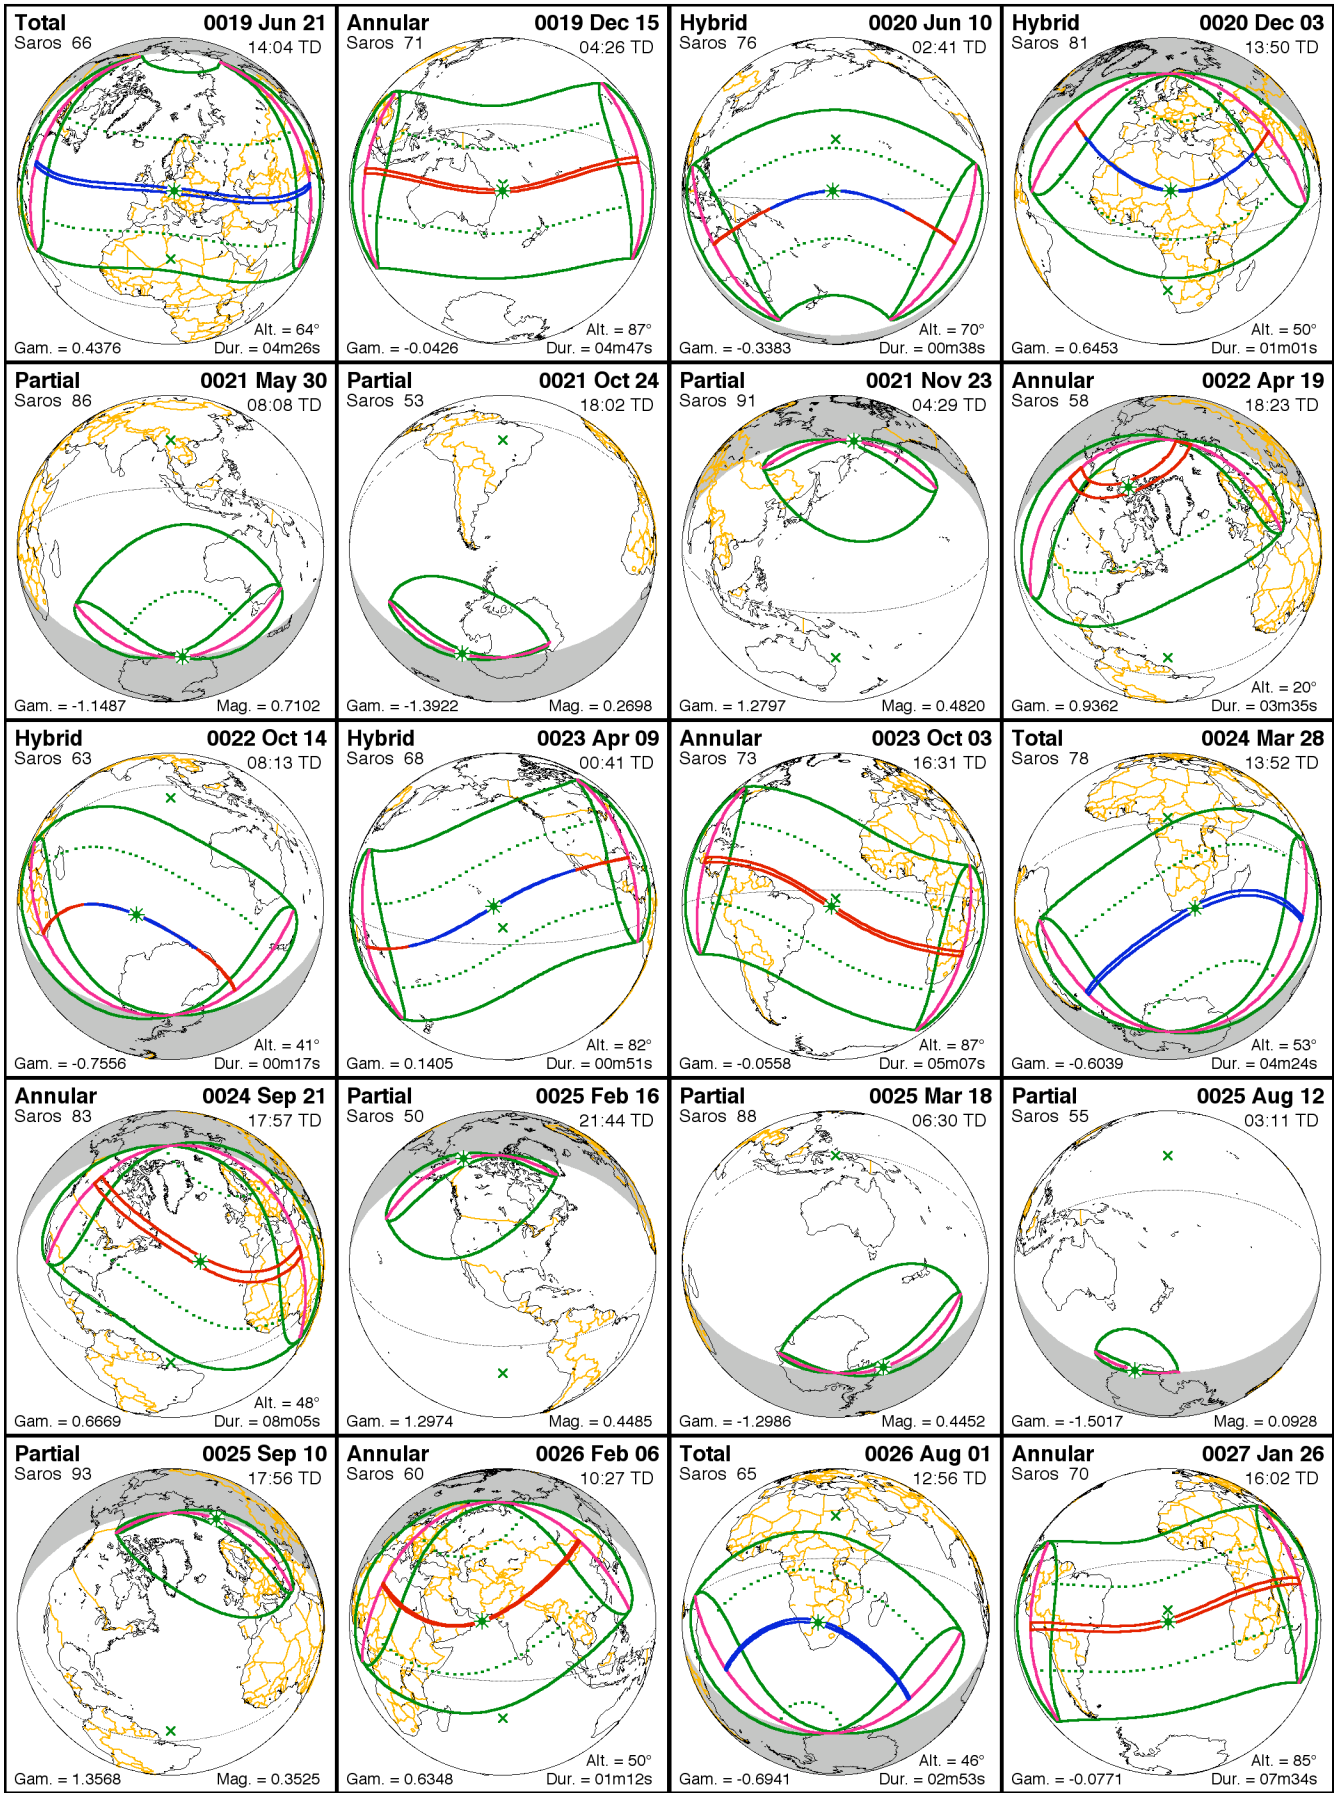 Total 0019 Jun 21
Saros 66 14:04 TD
Alt. = 64°
Gam. = 0.4376 Dur. = 04m26s
Annular 0019 Dec 15
Saros 71 04:26 TD
Alt. = 87°
Gam. = -0.0426 Dur. = 04m47s
Hybrid 0020 Jun 10
Saros 76 02:41 TD
Alt. = 70°
Gam. = -0.3383 Dur. = 00m38s
Hybrid 0020 Dec 03
Saros 81 13:50 TD
Alt. = 50°
Gam. = 0.6453 Dur. = 01m01s
Partial 0021 May 30
Saros 86 08:08 TD
Gam. = -1.1487 Mag. = 0.7102
Partial 0021 Oct 24
Saros 53 18:02 TD
Gam. = -1.3922 Mag. = 0.2698
Partial 0021 Nov 23
Saros 91 04:29 TD
Gam. = 1.2797 Mag. = 0.4820
Annular 0022 Apr 19
Saros 58 18:23 TD
Alt. = 20°
Gam. = 0.9362 Dur. = 03m35s
Hybrid 0022 Oct 14
Saros 63 08:13 TD
Alt. = 41°
Gam. = -0.7556 Dur. = 00m17s
Hybrid 0023 Apr 09
Saros 68 00:41 TD
Alt. = 82°
Gam. = 0.1405 Dur. = 00m51s
Annular 0023 Oct 03
Saros 73 16:31 TD
Alt. = 87°
Gam. = -0.0558 Dur. = 05m07s
Total 0024 Mar 28
Saros 78 13:52 TD
Alt. = 53°
Gam. = -0.6039 Dur. = 04m24s
Annular 0024 Sep 21
Saros 83 17:57 TD
Alt. = 48°
Gam. = 0.6669 Dur. = 08m05s
Partial 0025 Feb 16
Saros 50 21:44 TD
Gam. = 1.2974 Mag. = 0.4485
Partial 0025 Mar 18
Saros 88 06:30 TD
Gam. = -1.2986 Mag. = 0.4452
Partial 0025 Aug 12
Saros 55 03:11 TD
Gam. = -1.5017 Mag. = 0.0928
Partial 0025 Sep 10
Saros 93 17:56 TD
Gam. = 1.3568 Mag. = 0.3525
Annular 0026 Feb 06
Saros 60 10:27 TD
Alt. = 50°
Gam. = 0.6348 Dur. = 01m12s
Total 0026 Aug 01
Saros 65 12:56 TD
Alt. = 46°
Gam. = -0.6941 Dur. = 02m53s
Annular 0027 Jan 26
Saros 70 16:02 TD
Alt. = 85°
Gam. = -0.0771 Dur. = 07m34s